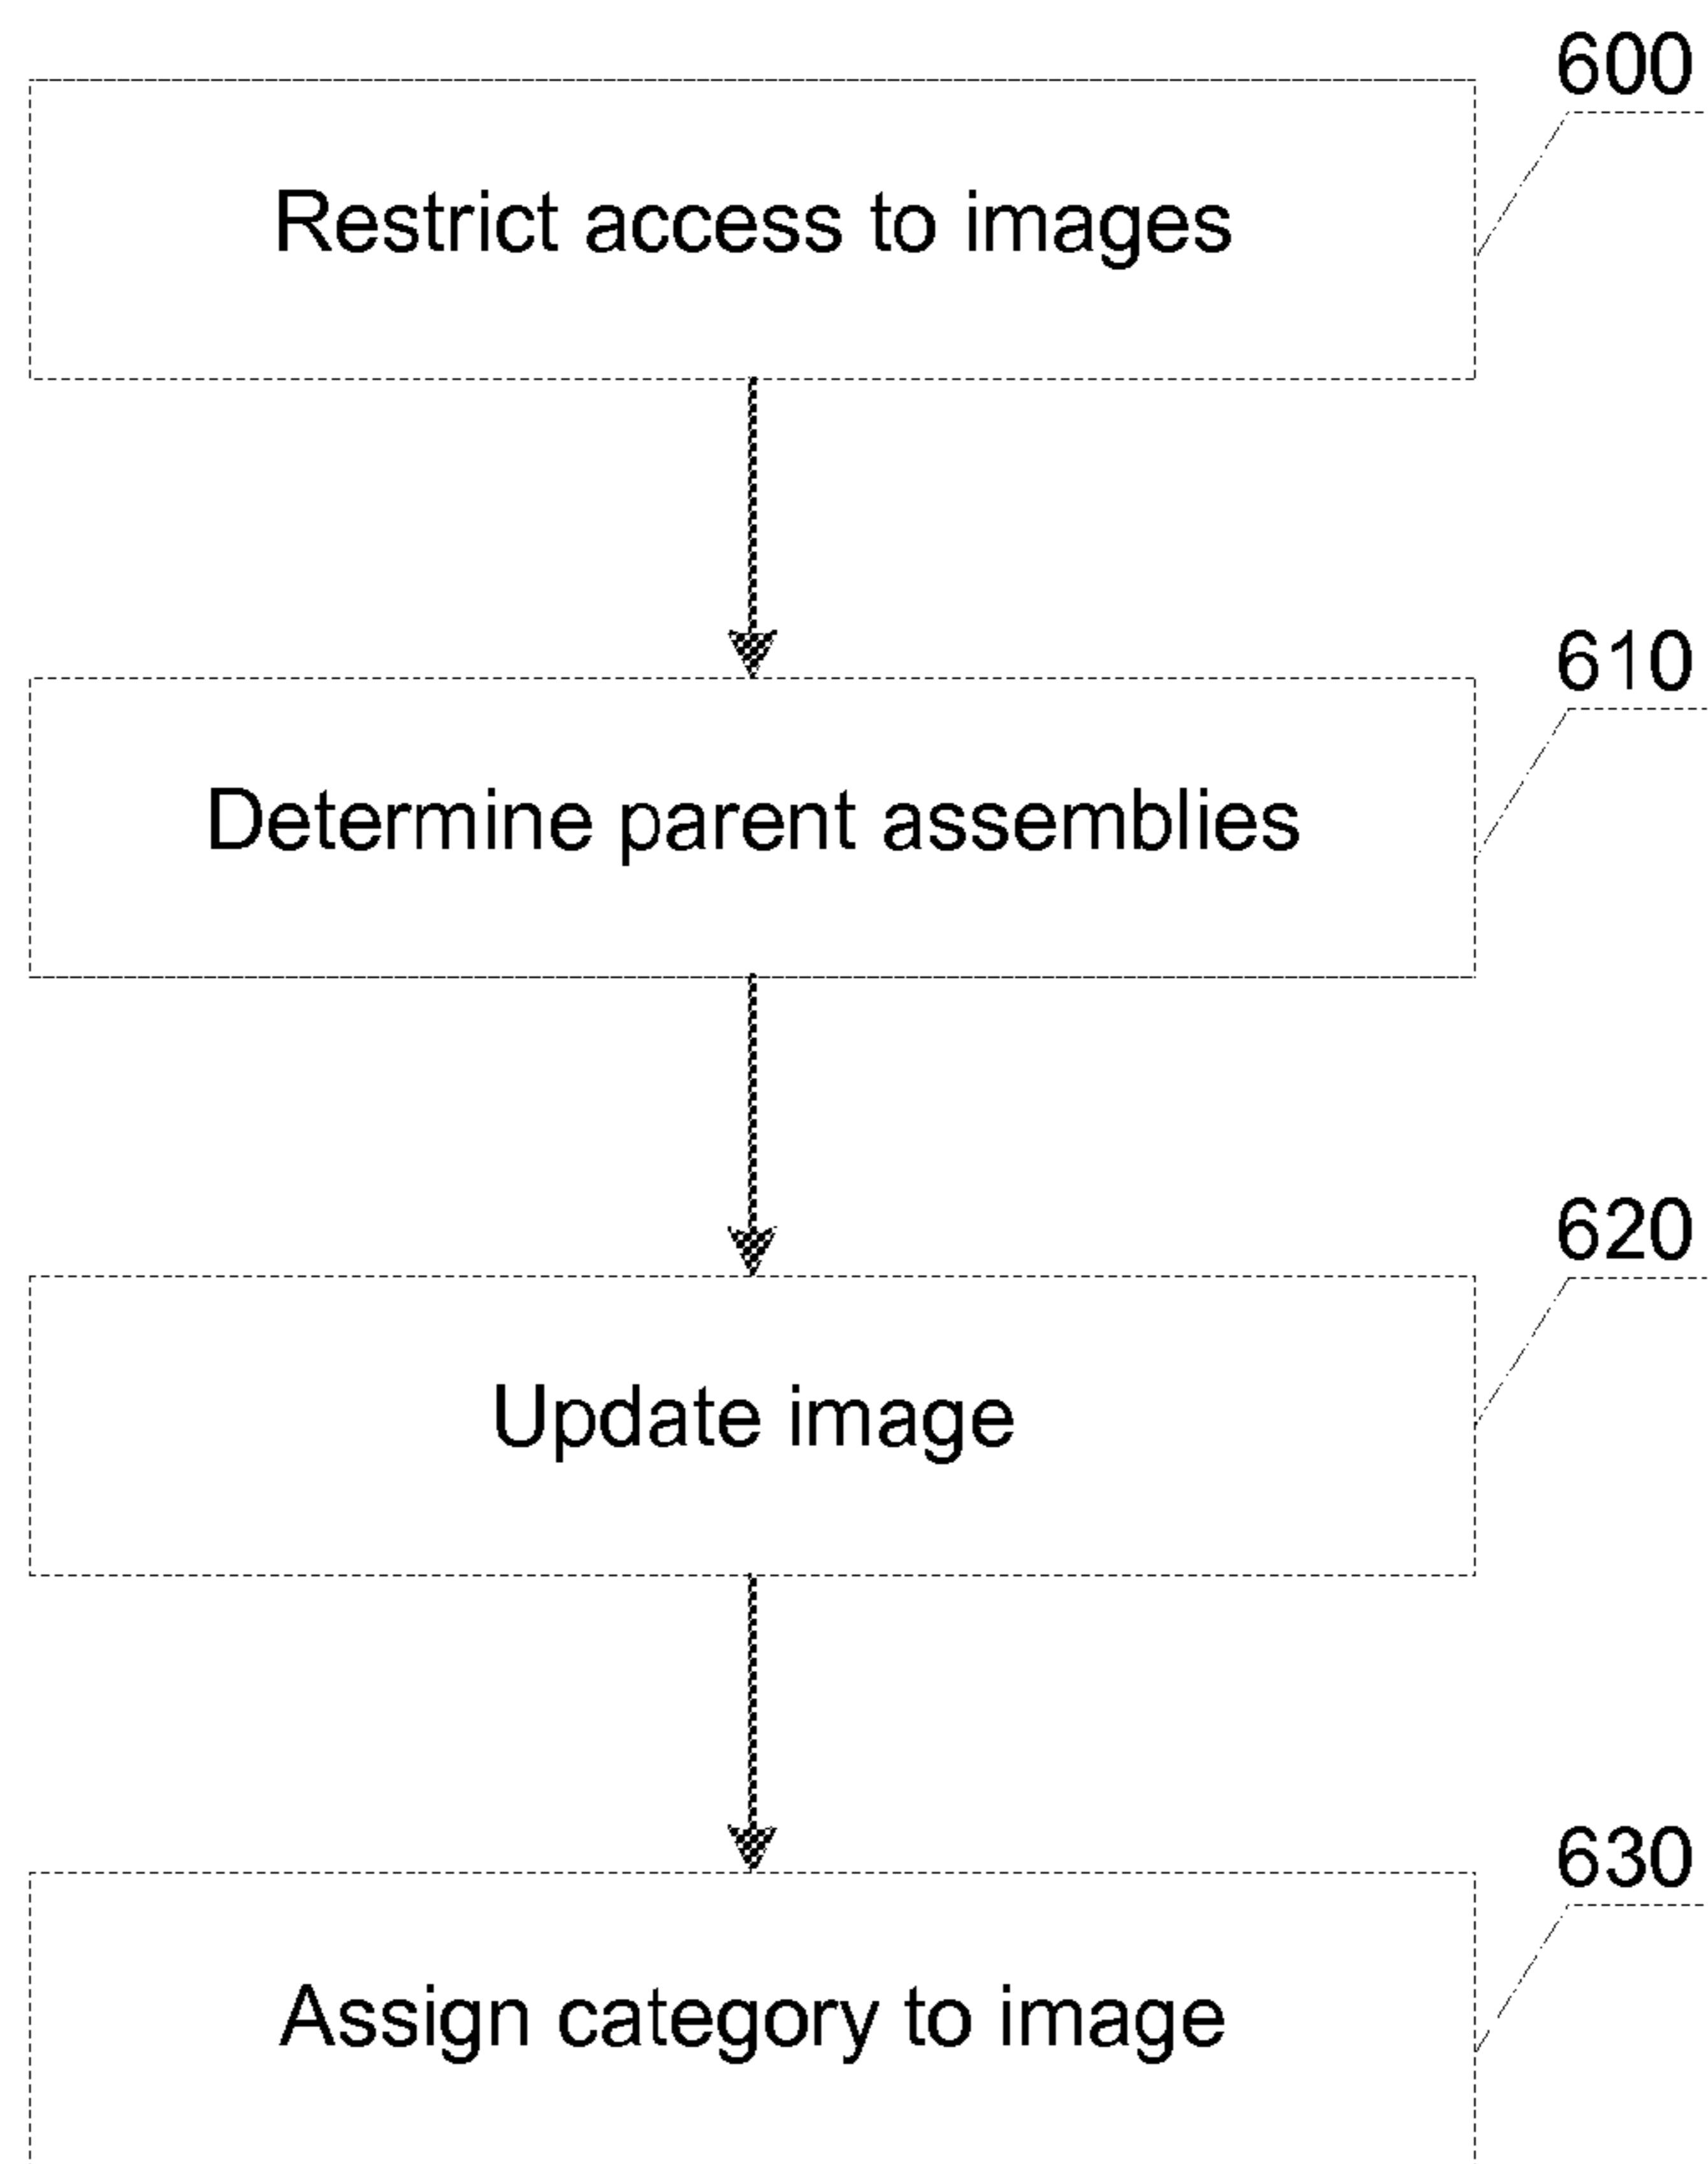 600
Restrict access to images
610
Determine parent assemblies
620
Update image
630
Assign category to image